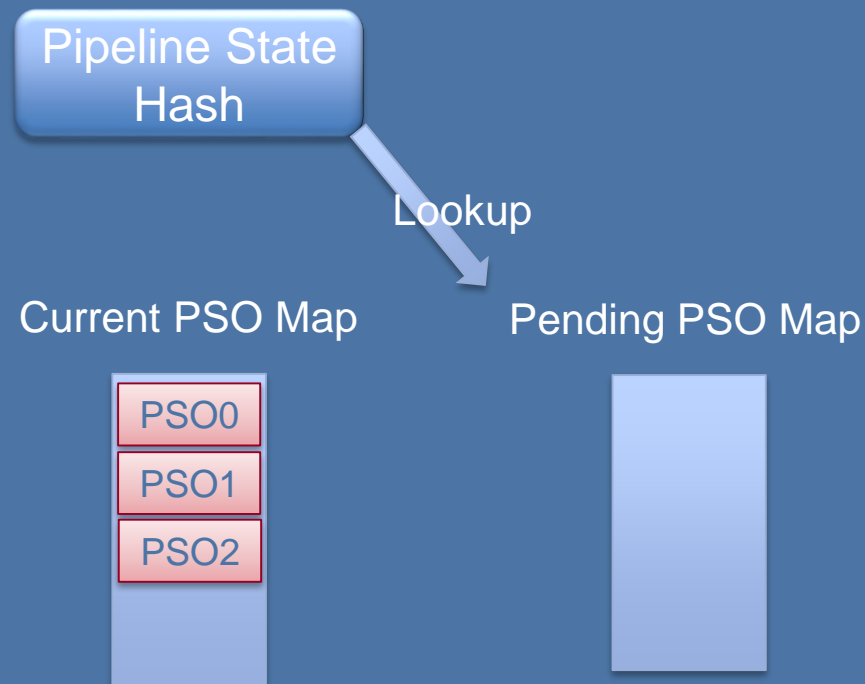 Pipeline State
Hash
Lookup
Current PSO Map
Pending PSO Map
PSO0
PSO1
PSO2